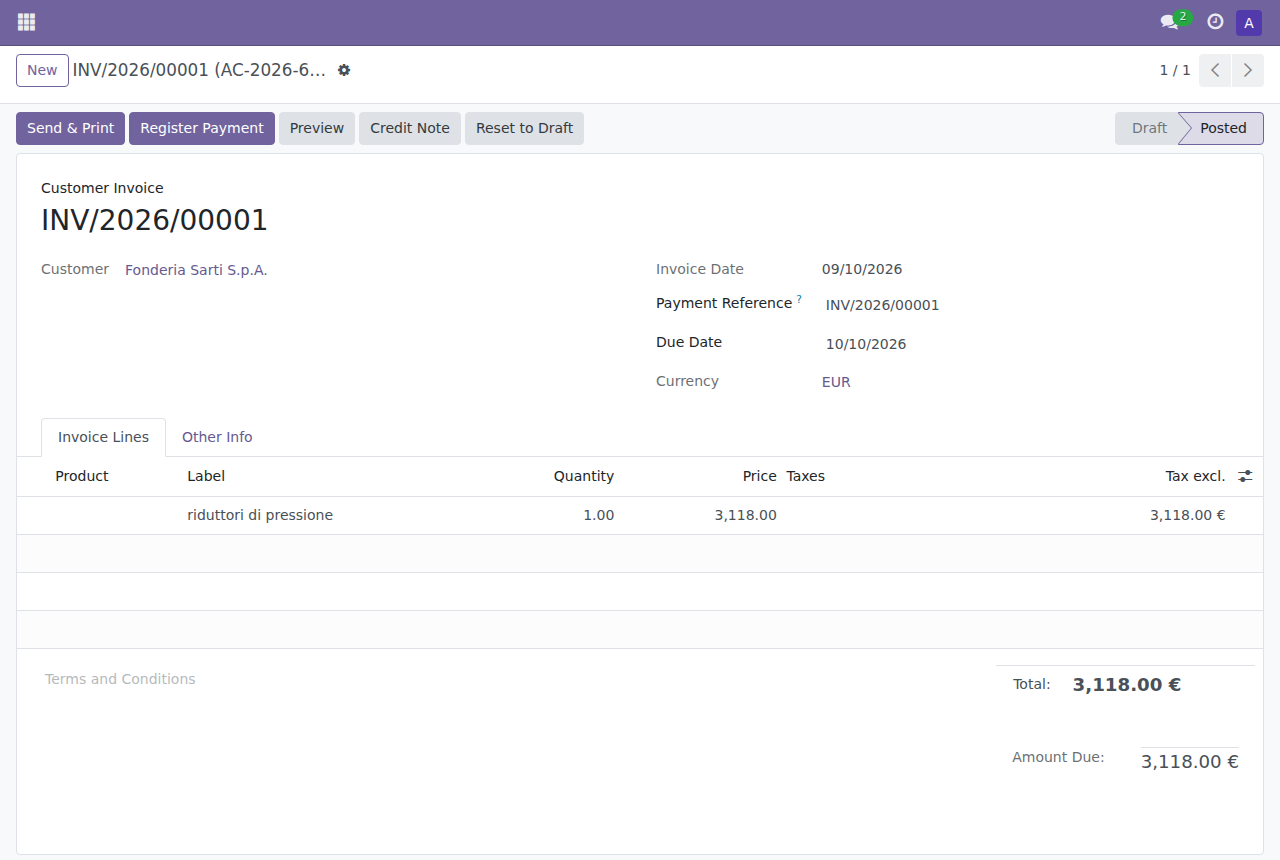 2
A
New INV/2026/00001 (AC-2026-6... 1 / 1
Send & Print Register Payment Preview Credit Note Reset to Draft Draft Posted
Customer Invoice
INV/2026/00001
Customer Fonderia Sarti S.p.A.
Invoice Date 09/10/2026
Payment Reference ? INV/2026/00001
Due Date 10/10/2026
Currency EUR
Invoice Lines Other Info
Product Label Quantity Price Taxes Tax excl.
riduttori di pressione 1.00 3,118.00 3,118.00 €
Terms and Conditions
Total: 3,118.00 €
Amount Due: 3,118.00 €